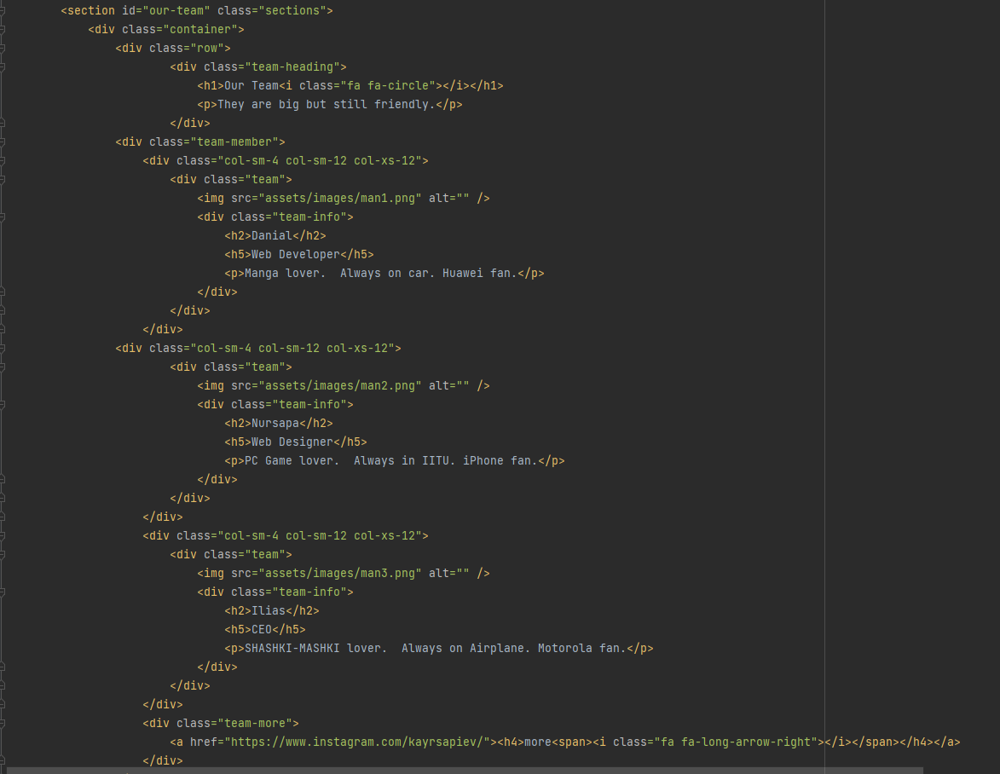 <section id="our-team" class="sections">
<div class="container">
<div class="row">
<div class="team-heading">
<h1>Our Team<i class="fa fa-circle"></i></h1>
<p>They are big but still friendly.</p>
</div>
<div class="team-member">
<div class="col-sm-4 col-sm-12 col-xs-12">
<div class="team">
<img src="assets/images/man1.png" alt="" />
<div class="team-info">
<h2>Danial</h2>
<h5>Web Developer</h5>
<p>Manga lover.  Always on car. Huawei fan.</p>
</div>
</div>
</div>
<div class="col-sm-4 col-sm-12 col-xs-12">
<div class="team">
<img src="assets/images/man2.png" alt="" />
<div class="team-info">
<h2>Nursapa</h2>
<h5>Web Designer</h5>
<p>PC Game lover.  Always in IITU. iPhone fan.</p>
</div>
</div>
</div>
<div class="col-sm-4 col-sm-12 col-xs-12">
<div class="team">
<img src="assets/images/man3.png" alt="" />
<div class="team-info">
<h2>Ilias</h2>
<h5>CEO</h5>
<p>SHASHKI-MASHKI lover.  Always on Airplane. Motorola fan.</p>
</div>
</div>
</div>
<div class="team-more">
<a href="https://www.instagram.com/kayrsapiev/"><h4>more<span><i class="fa fa-long-arrow-right"></i></span></h4></a>
</div>